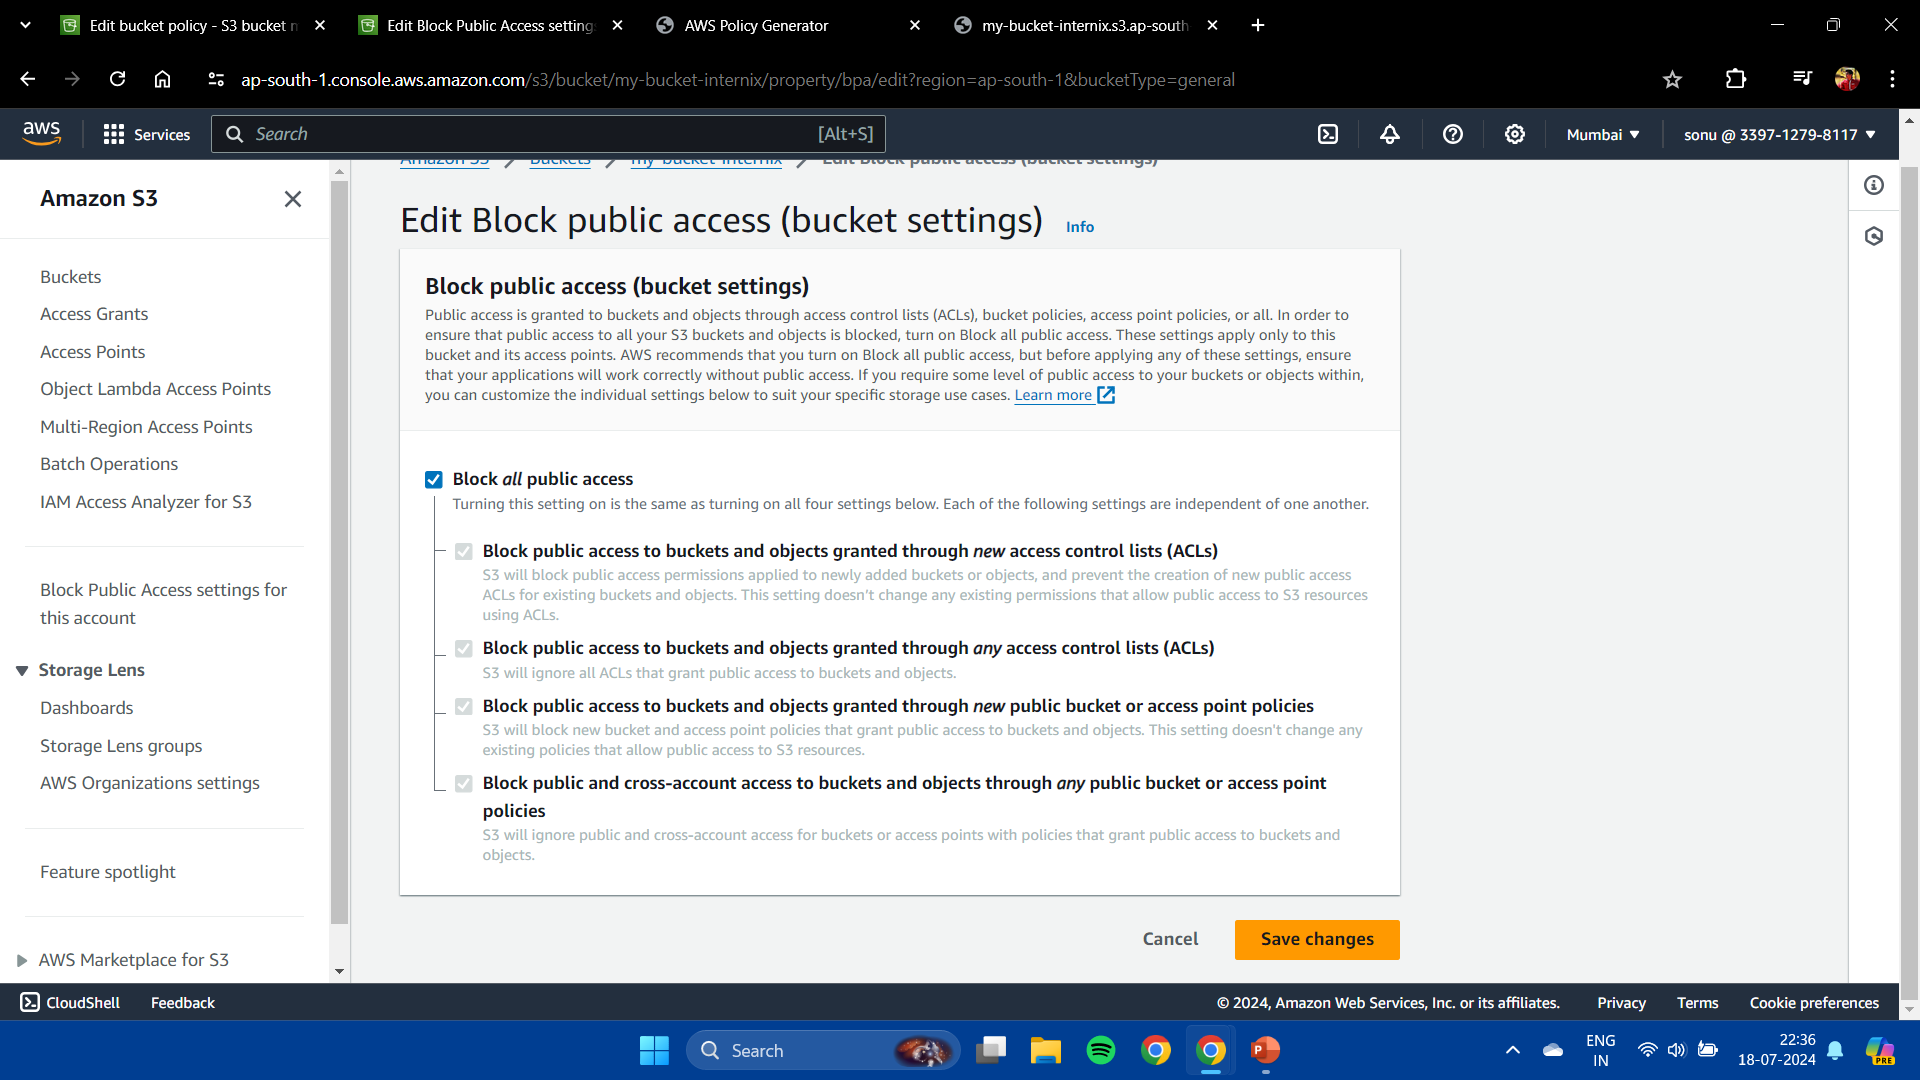 Edit bucket policy - S3 bucket m
Edit Block Public Access setting
AWS Policy Generator
my-bucket-internix.s3.ap-south
ap-south-1.console.aws.amazon.com/s3/bucket/my-bucket-internix/property/bpa/edit?region=ap-south-1&bucketType=general
aws
Services
Search
[Alt+S]
Mumbai
sonu @ 3397-1279-8117
Amazon S3
Buckets
my-bucket-internix
Edit Block public access (bucket settings)
Amazon S3
Buckets
Access Grants
Access Points
Object Lambda Access Points
Multi-Region Access Points
Batch Operations
IAM Access Analyzer for S3
Block Public Access settings for
this account
Storage Lens
Dashboards
Storage Lens groups
AWS Organizations settings
Feature spotlight
AWS Marketplace for S3
Edit Block public access (bucket settings) Info
Block public access (bucket settings)
Public access is granted to buckets and objects through access control lists (ACLs), bucket policies, access point policies, or all. In order to
ensure that public access to all your S3 buckets and objects is blocked, turn on Block all public access. These settings apply only to this
bucket and its access points. AWS recommends that you turn on Block all public access, but before applying any of these settings, ensure
that your applications will work correctly without public access. If you require some level of public access to your buckets or objects within,
you can customize the individual settings below to suit your specific storage use cases. Learn more
Block all public access
Turning this setting on is the same as turning on all four settings below. Each of the following settings are independent of one another.
Block public access to buckets and objects granted through new access control lists (ACLs)
S3 will block public access permissions applied to newly added buckets or objects, and prevent the creation of new public access
ACLs for existing buckets and objects. This setting doesn't change any existing permissions that allow public access to S3 resources
using ACLs.
Block public access to buckets and objects granted through any access control lists (ACLs)
S3 will ignore all ACLs that grant public access to buckets and objects.
Block public access to buckets and objects granted through new public bucket or access point policies
S3 will block new bucket and access point policies that grant public access to buckets and objects. This setting doesn't change any
existing policies that allow public access to S3 resources.
Block public and cross-account access to buckets and objects through any public bucket or access point
policies
S3 will ignore public and cross-account access for buckets or access points with policies that grant public access to buckets and
objects.
Cancel
Save changes
CloudShell
Feedback
© 2024, Amazon Web Services, Inc. or its affiliates.
Privacy
Terms
Cookie preferences
Search
ENG
IN
22:36
18-07-2024
PRE